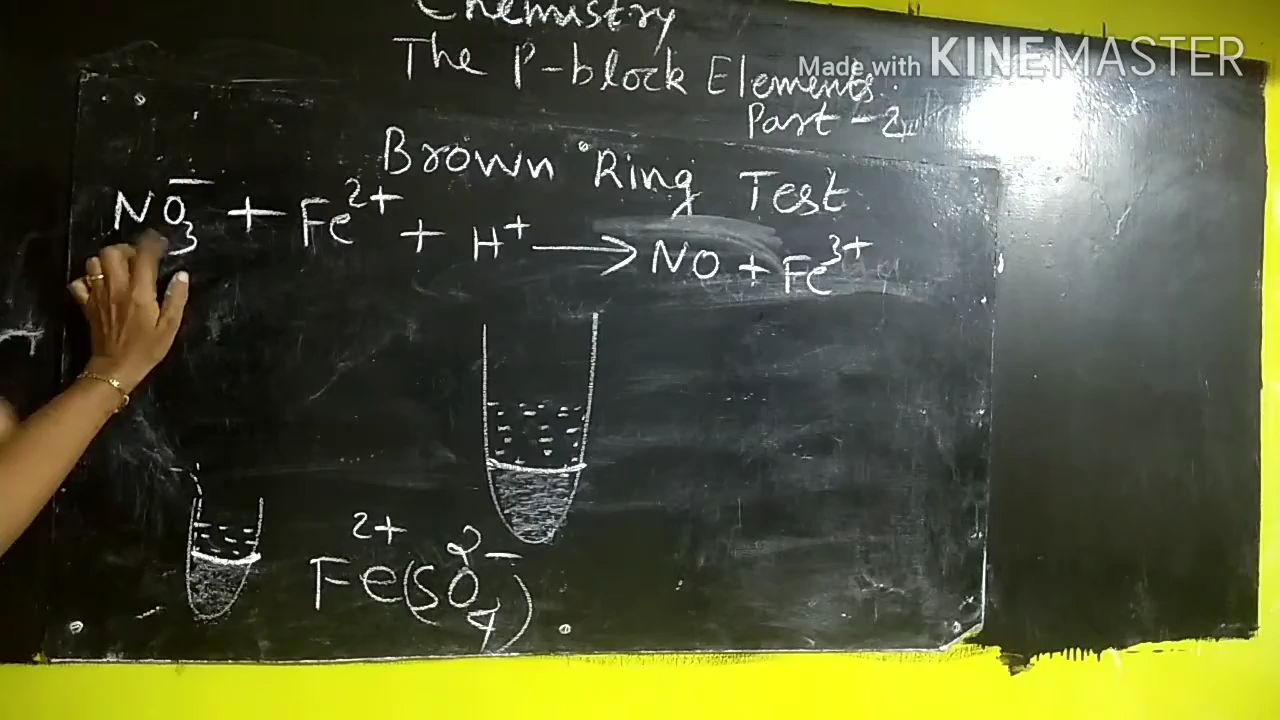 Chemistry
The P-block Elements.
Part - 2
Made with KINEMASTER
Brown Ring Test
NO₃⁻ + Fe²⁺ + H⁺ ⟶ NO + Fe³⁺
Fe²⁺(SO₄²⁻)